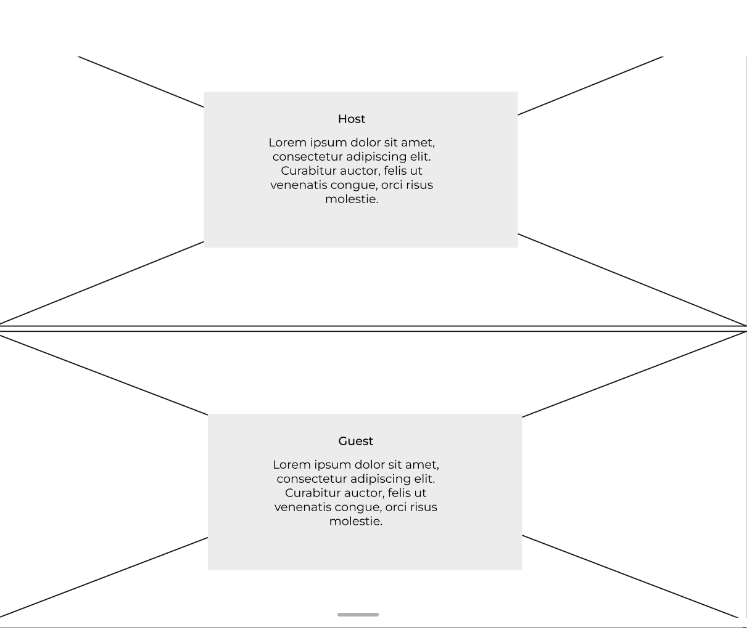 Host
Lorem ipsum dolor sit amet,
consectetur adipiscing elit.
Curabitur auctor, felis ut
venenatis congue, orci risus
molestie.
Guest
Lorem ipsum dolor sit amet,
consectetur adipiscing elit.
Curabitur auctor, felis ut
venenatis congue, orci risus
molestie.